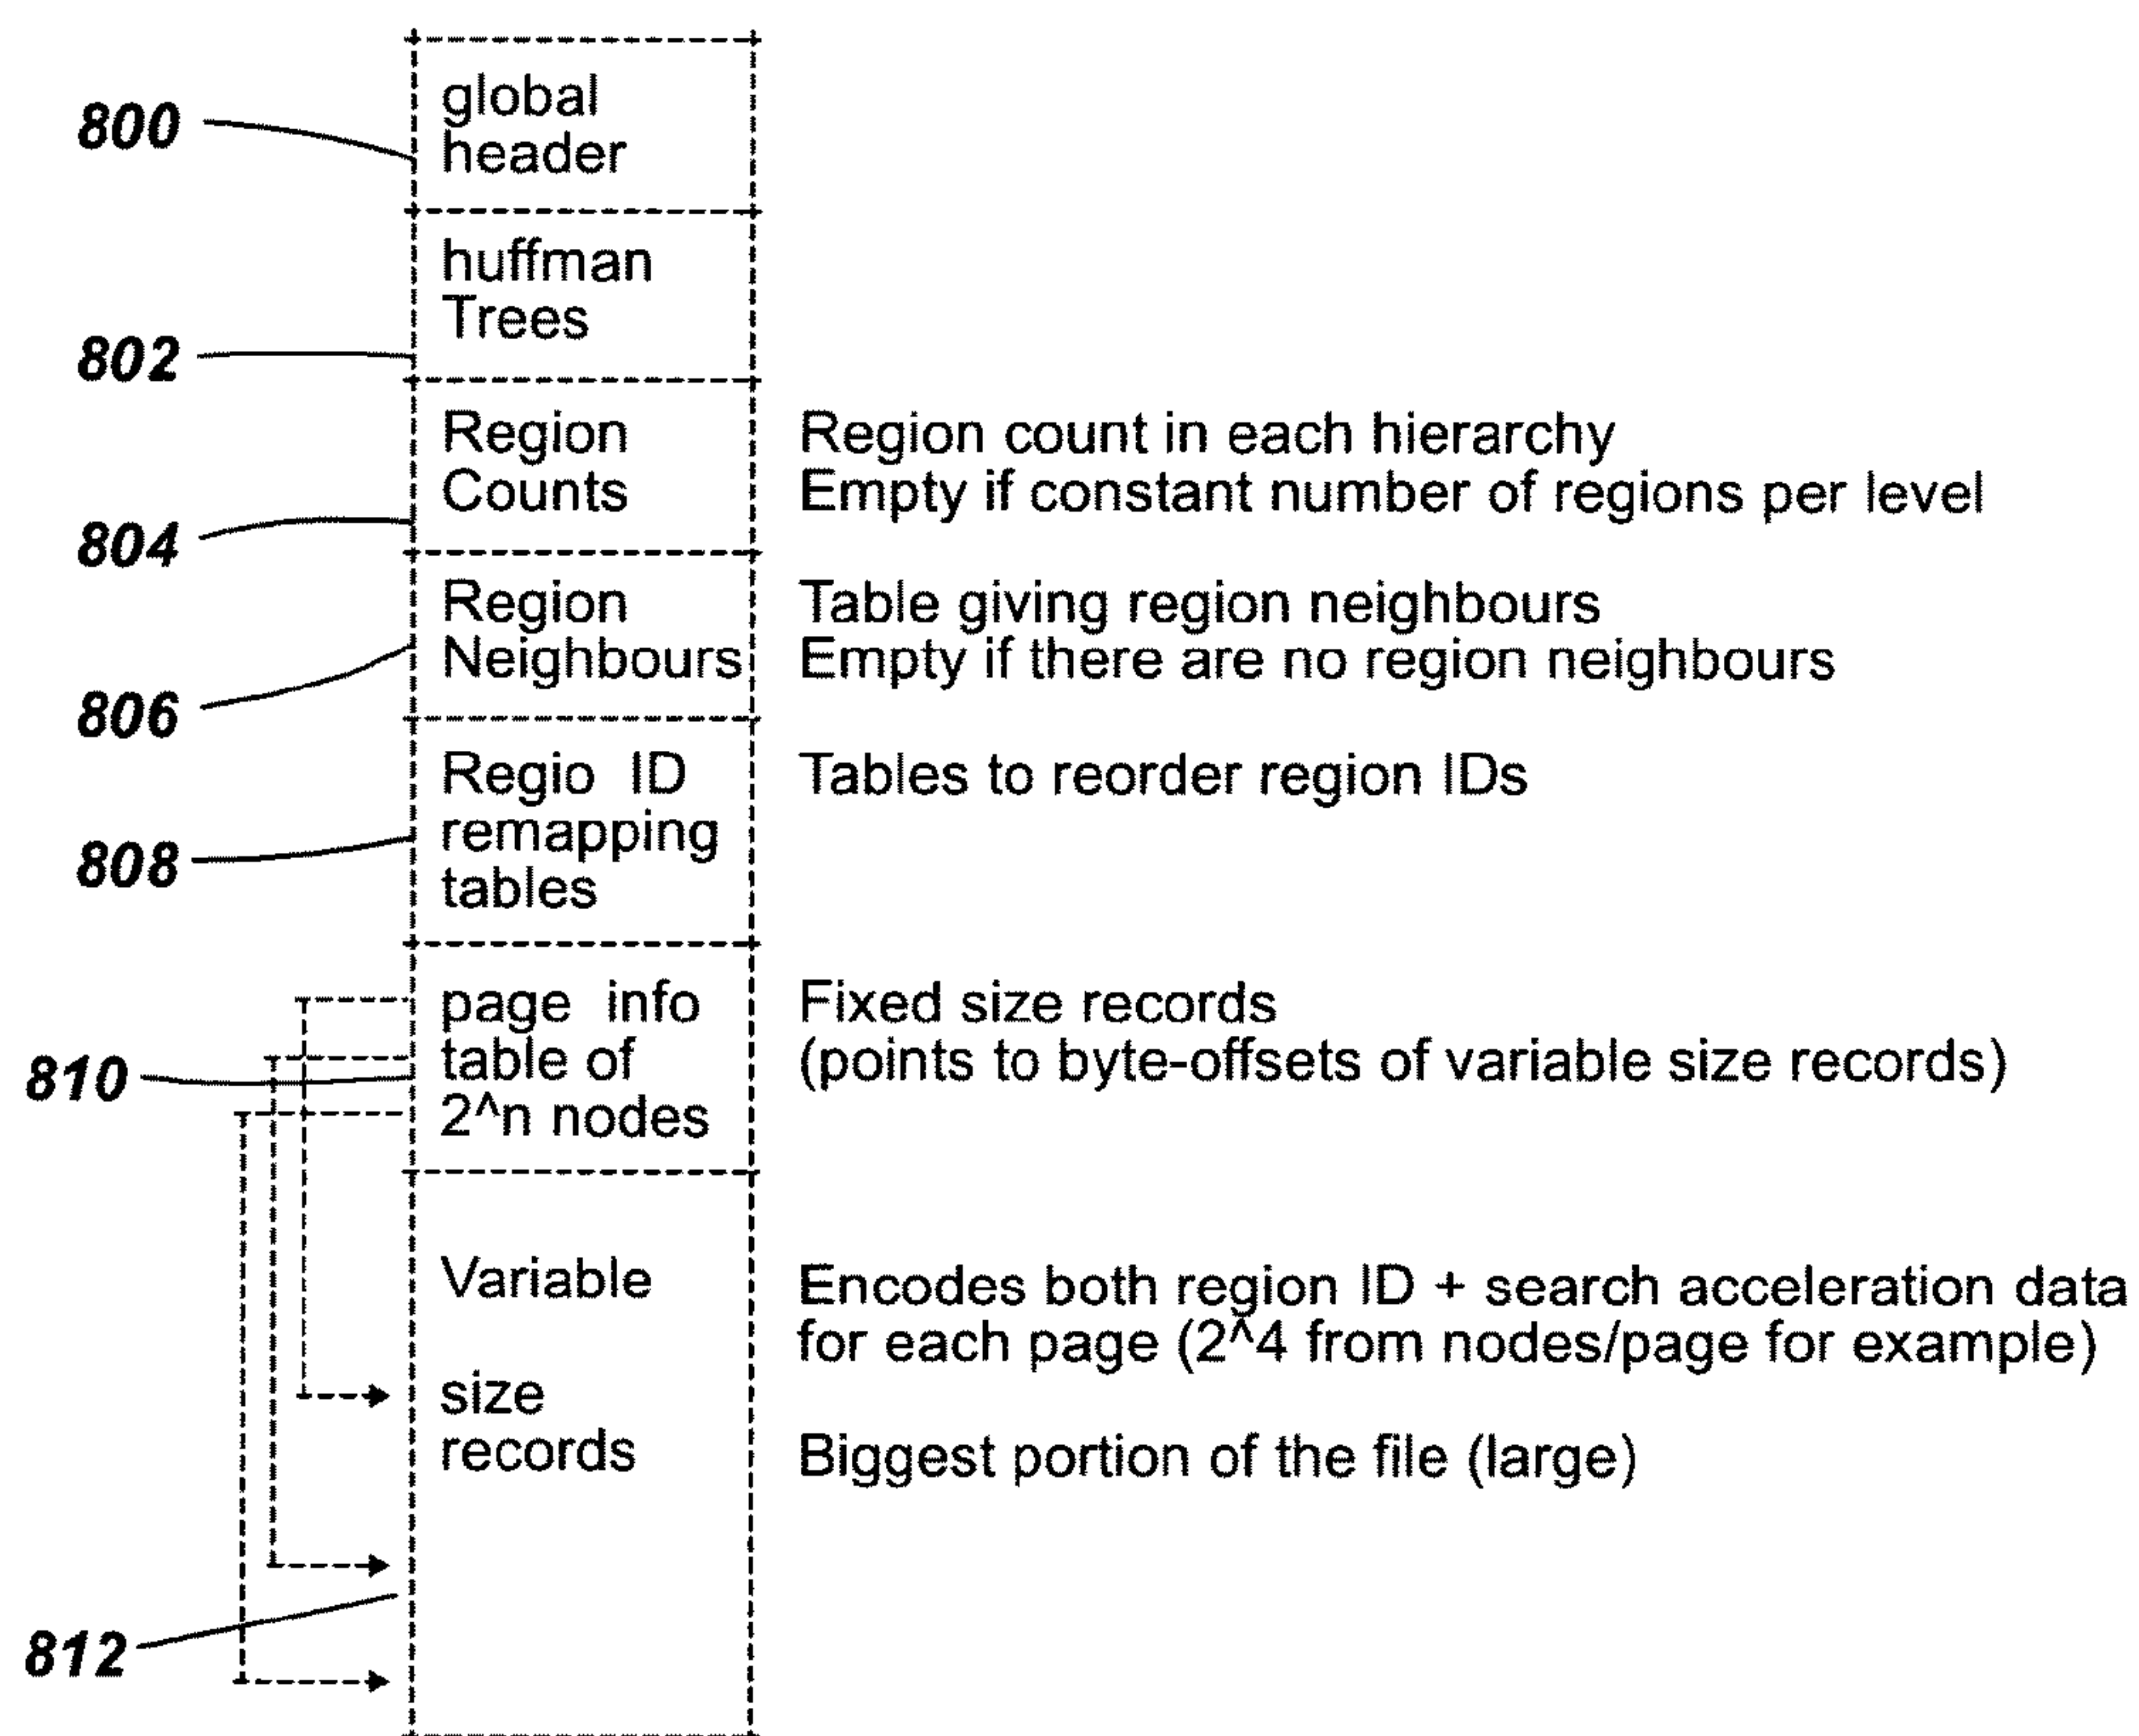 800
global
header
huffman
Trees
802
Region
Counts
Region count in each hierarchy
Empty if constant number of regions per level
804
Region
Neighbours
Table giving region neighbours
Empty if there are no region neighbours
806
Regio ID
remapping
tables
Tables to reorder region IDs
808
page info
table of
2^n nodes
Fixed size records
(points to byte-offsets of variable size records)
810
Variable
size
records
Encodes both region ID + search acceleration data
for each page (2^4 from nodes/page for example)
Biggest portion of the file (large)
812